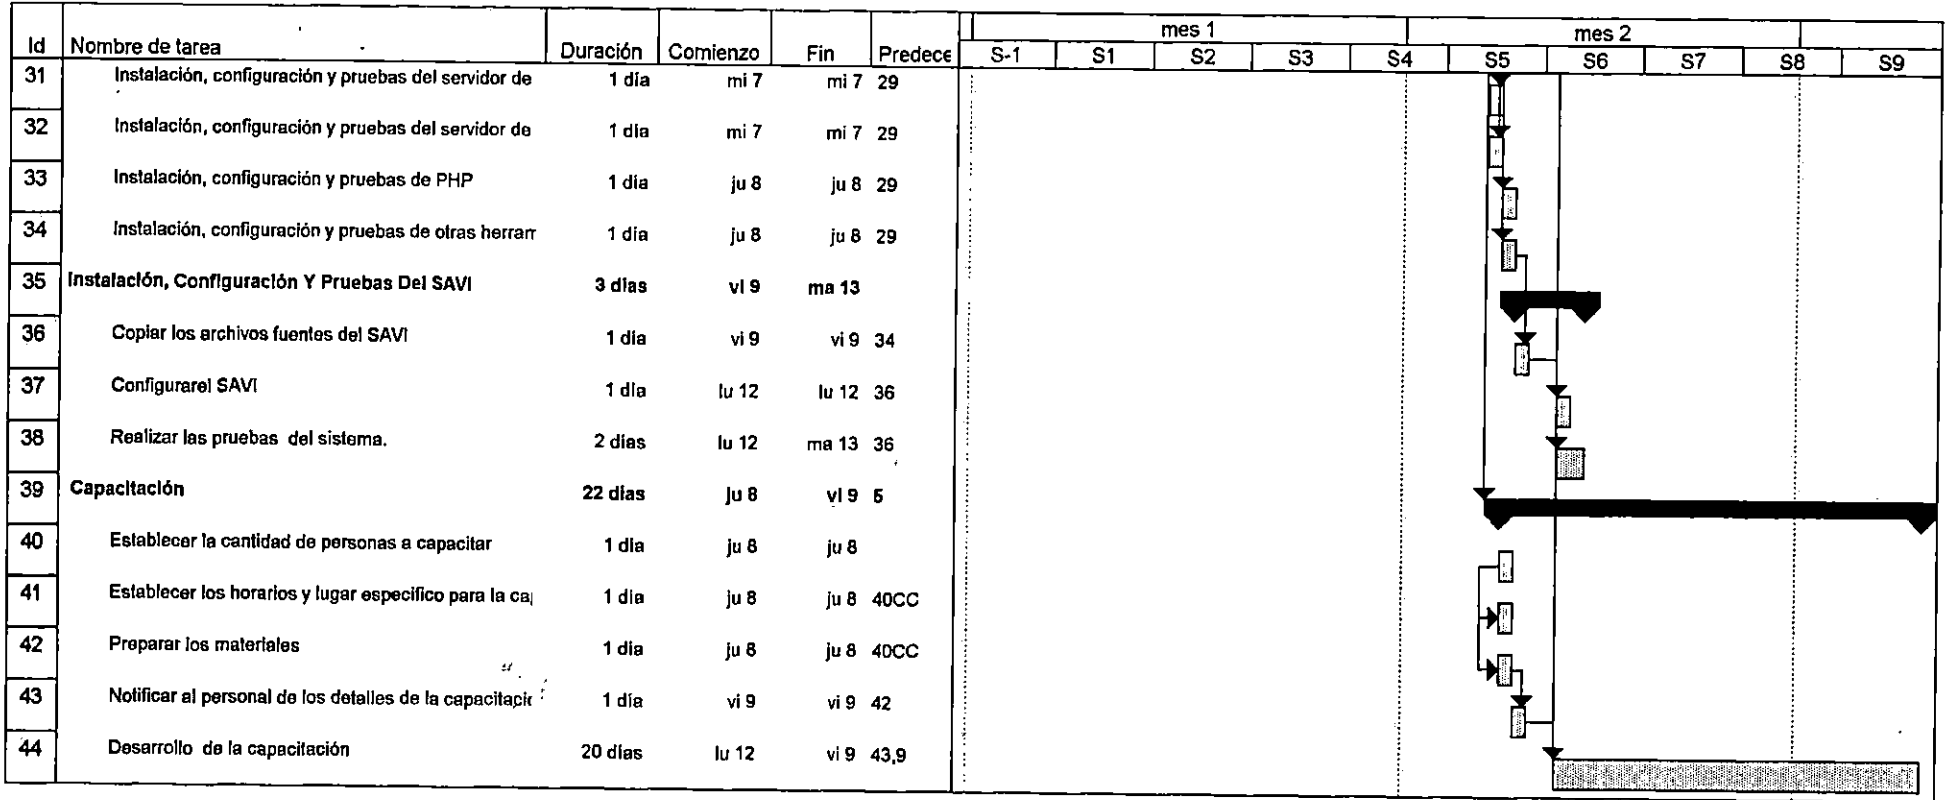 mes 1 mes 2
Id Nombre de tarea Duración Comienzo Fin Predece S-1 S1 S2 S3 S4 S5 S6 S7 S8 S9
31 Instalación, configuración y pruebas del servidor de 1 día mi 7 mi 7 29
32 Instalación, configuración y pruebas del servidor de 1 día mi 7 mi 7 29
33 Instalación, configuración y pruebas de PHP 1 día ju 8 ju 8 29
34 Instalación, configuración y pruebas de otras herram 1 día ju 8 ju 8 29
35 Instalación, Configuración Y Pruebas Del SAVI 3 días vi 9 ma 13
36 Copiar los archivos fuentes del SAVI 1 día vi 9 vi 9 34
37 Configurarel SAVI 1 día lu 12 lu 12 36
38 Realizar las pruebas del sistema. 2 días lu 12 ma 13 36
39 Capacitación 22 días ju 8 vi 9 5
40 Establecer la cantidad de personas a capacitar 1 día ju 8 ju 8
41 Establecer los horarios y lugar especifico para la ca 1 día ju 8 ju 8 40CC
42 Preparar los materiales 1 día ju 8 ju 8 40CC
43 Notificar al personal de los detalles de la capacitació 1 día vi 9 vi 9 42
44 Desarrollo de la capacitación 20 días lu 12 vi 9 43,9